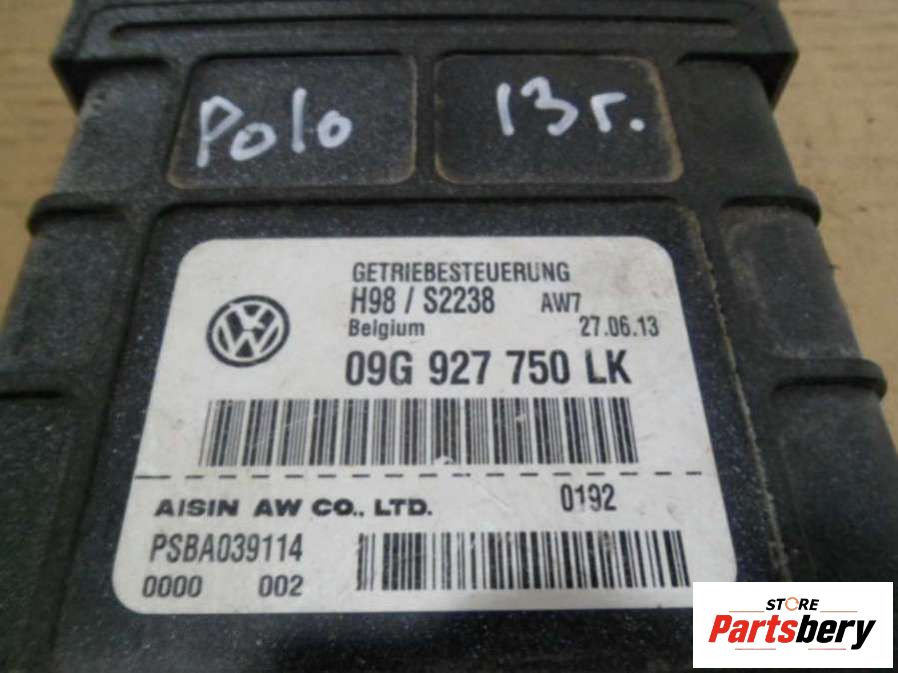 Polo 13г.
GETRIEBESTEUERUNG
H98 / S2238 AW7
Belgium 27.06.13
09G 927 750 LK
AISIN AW CO., LTD. 0192
PSBA039114
0000 002
STORE
Partsbery